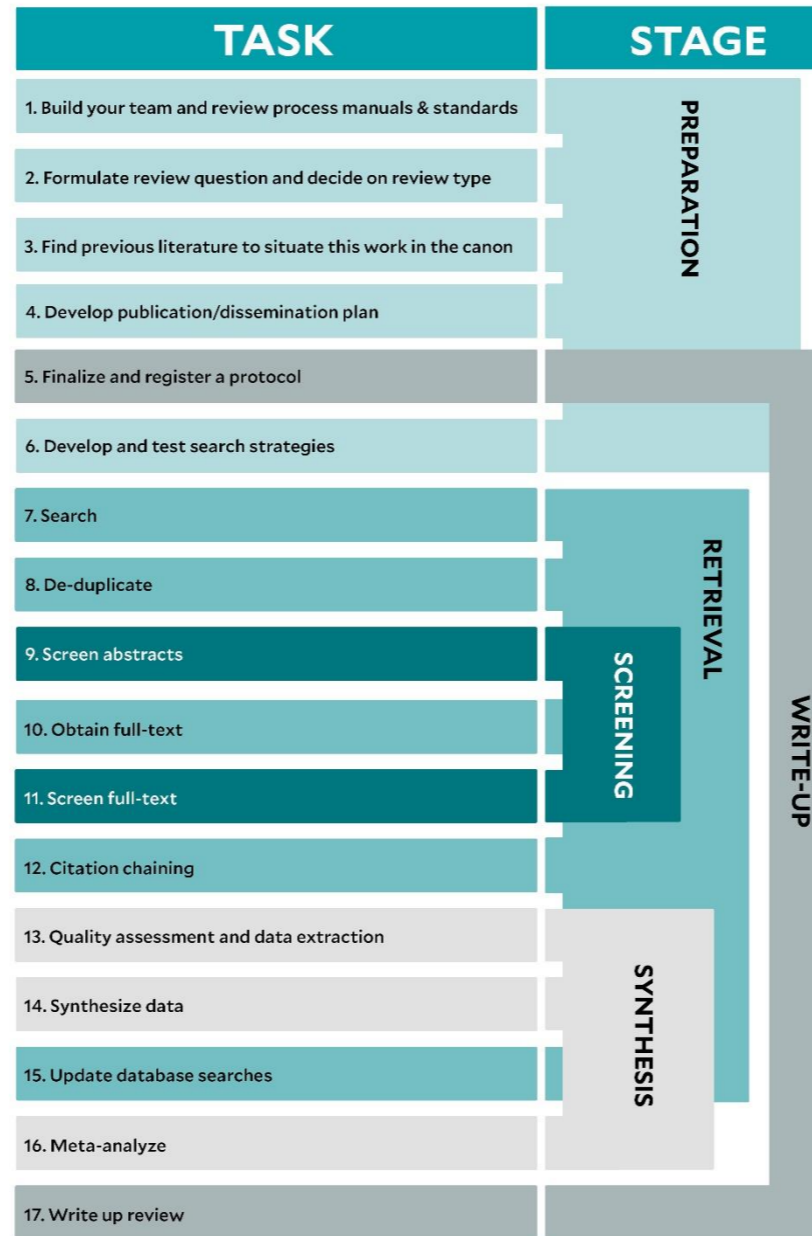 TASK
STAGE
1. Build your team and review process manuals & standards
2. Formulate review question and decide on review type
3. Find previous literature to situate this work in the canon
4. Develop publication/dissemination plan
PREPARATION
5. Finalize and register a protocol
6. Develop and test search strategies
7. Search
8. De-duplicate
9. Screen abstracts
10. Obtain full-text
11. Screen full-text
12. Citation chaining
RETRIEVAL
SCREENING
WRITE-UP
13. Quality assessment and data extraction
14. Synthesize data
15. Update database searches
16. Meta-analyze
SYNTHESIS
17. Write up review